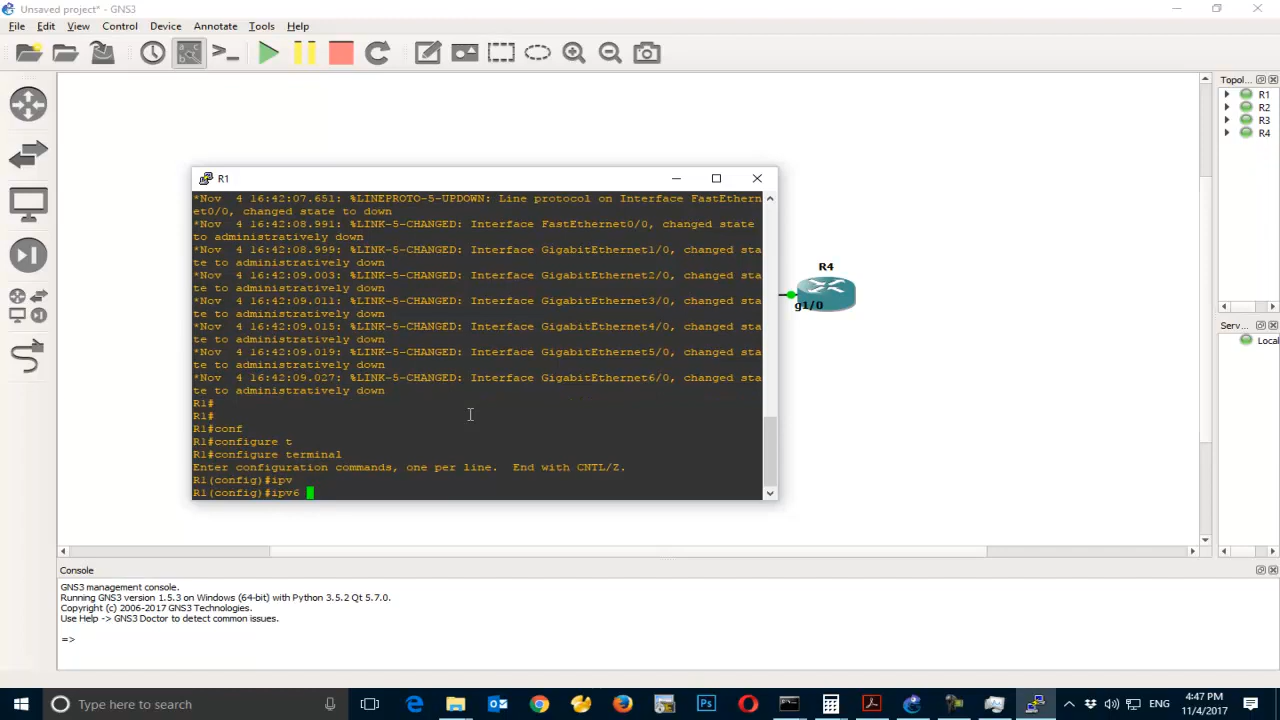 Unsaved project* - GNS3
File Edit View Control Device Annotate Tools Help
Topol...
R1
R2
R3
R4
R1
*Nov  4 16:42:07.651: %LINEPROTO-5-UPDOWN: Line protocol on Interface FastEthern
et0/0, changed state to down
*Nov  4 16:42:08.991: %LINK-5-CHANGED: Interface FastEthernet0/0, changed state
to administratively down
*Nov  4 16:42:08.999: %LINK-5-CHANGED: Interface GigabitEthernet1/0, changed sta
te to administratively down
*Nov  4 16:42:09.003: %LINK-5-CHANGED: Interface GigabitEthernet2/0, changed sta
te to administratively down
*Nov  4 16:42:09.011: %LINK-5-CHANGED: Interface GigabitEthernet3/0, changed sta
te to administratively down
*Nov  4 16:42:09.015: %LINK-5-CHANGED: Interface GigabitEthernet4/0, changed sta
te to administratively down
*Nov  4 16:42:09.019: %LINK-5-CHANGED: Interface GigabitEthernet5/0, changed sta
te to administratively down
*Nov  4 16:42:09.027: %LINK-5-CHANGED: Interface GigabitEthernet6/0, changed sta
te to administratively down
R1#
R1#
R1#conf
R1#configure t
R1#configure terminal
Enter configuration commands, one per line.  End with CNTL/Z.
R1(config)#ipv
R1(config)#ipv6
R4
g1/0
Serv...
Local
Console
GNS3 management console.
Running GNS3 version 1.5.3 on Windows (64-bit) with Python 3.5.2 Qt 5.7.0.
Copyright (c) 2006-2017 GNS3 Technologies.
Use Help -> GNS3 Doctor to detect common issues.
=>
Type here to search
4:47 PM
11/4/2017